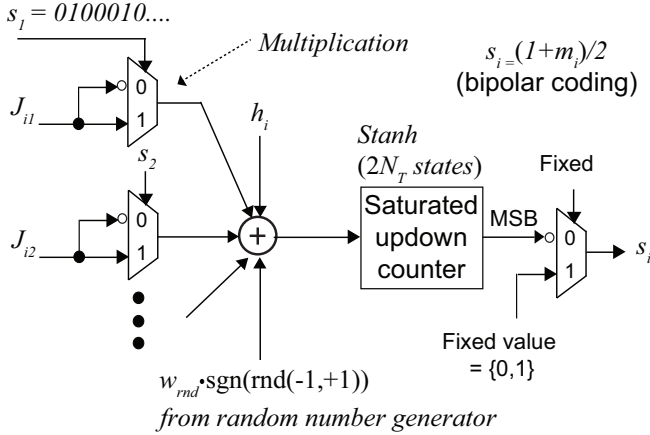 s₁ = 0100010....
Multiplication
sᵢ =(1+mᵢ)/2
(bipolar coding)
Jᵢ₁
0
1
s₂
hᵢ
Stanh
(2N_T states)
Fixed
Jᵢ₂
0
1
+
Saturated
updown
counter
MSB
0
1
sᵢ
Fixed value
= {0,1}
w_rnd·sgn(rnd(-1,+1))
from random number generator